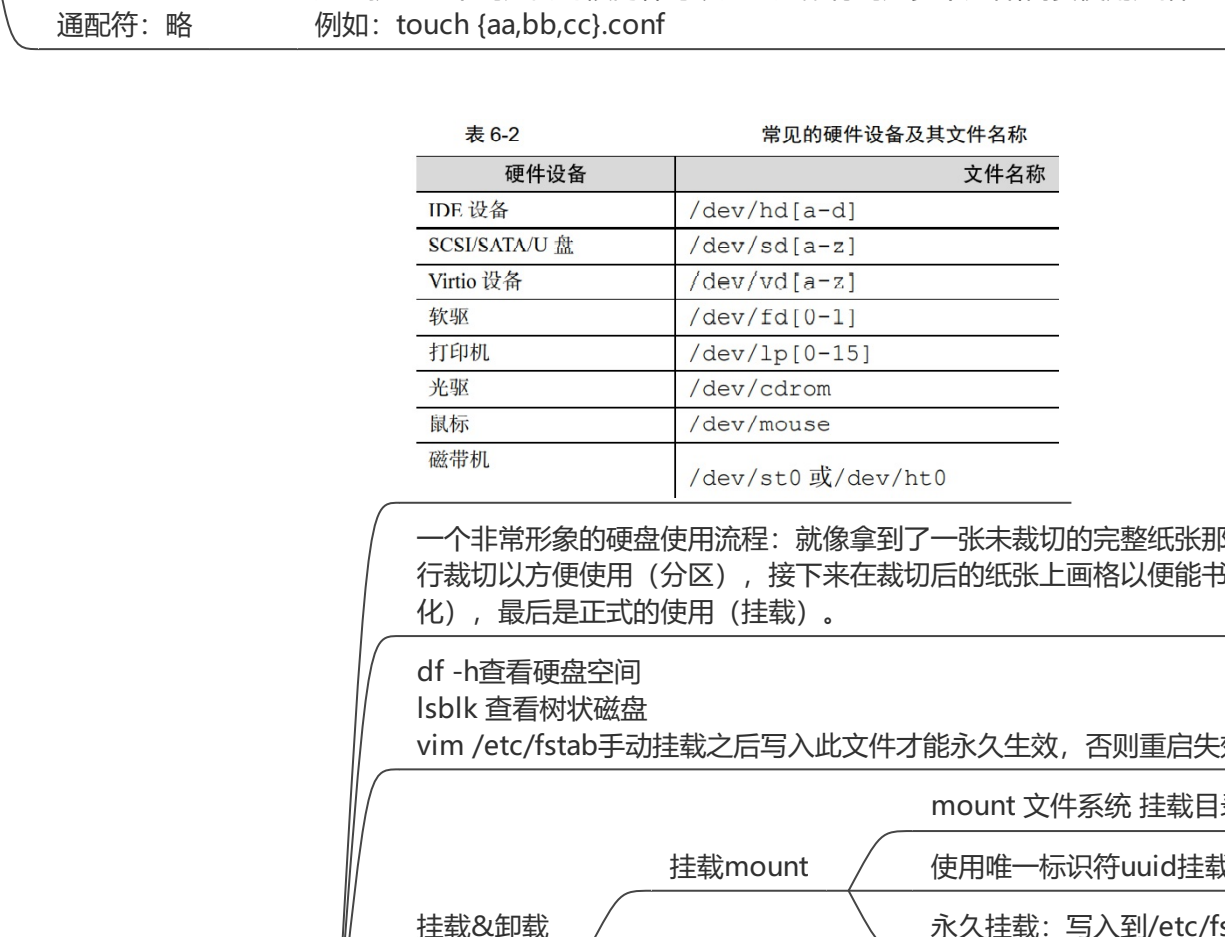 通配符：略 例如：touch {aa,bb,cc}.conf
表 6-2 常见的硬件设备及其文件名称
硬件设备 文件名称
IDE 设备 /dev/hd[a-d]
SCSI/SATA/U 盘 /dev/sd[a-z]
Virtio 设备 /dev/vd[a-z]
软驱 /dev/fd[0-1]
打印机 /dev/lp[0-15]
光驱 /dev/cdrom
鼠标 /dev/mouse
磁带机 /dev/st0 或/dev/ht0
一个非常形象的硬盘使用流程：就像拿到了一张未裁切的完整纸张那
行裁切以方便使用（分区），接下来在裁切后的纸张上画格以便能书
化），最后是正式的使用（挂载）。
df -h查看硬盘空间
lsblk 查看树状磁盘
vim /etc/fstab手动挂载之后写入此文件才能永久生效，否则重启失
mount 文件系统 挂载目
挂载mount 使用唯一标识符uuid挂载
挂载&卸载 永久挂载：写入到/etc/fs